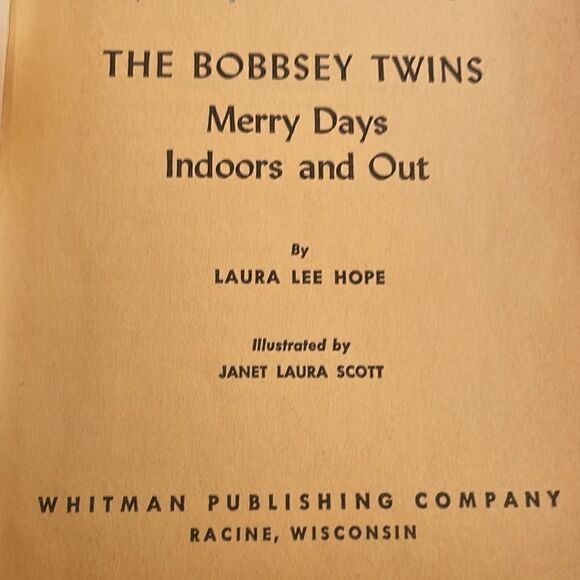 THE BOBBSEY TWINS
Merry Days
Indoors and Out
By
LAURA LEE HOPE
Illustrated by
JANET LAURA SCOTT
WHITMAN PUBLISHING COMPANY
RACINE, WISCONSIN